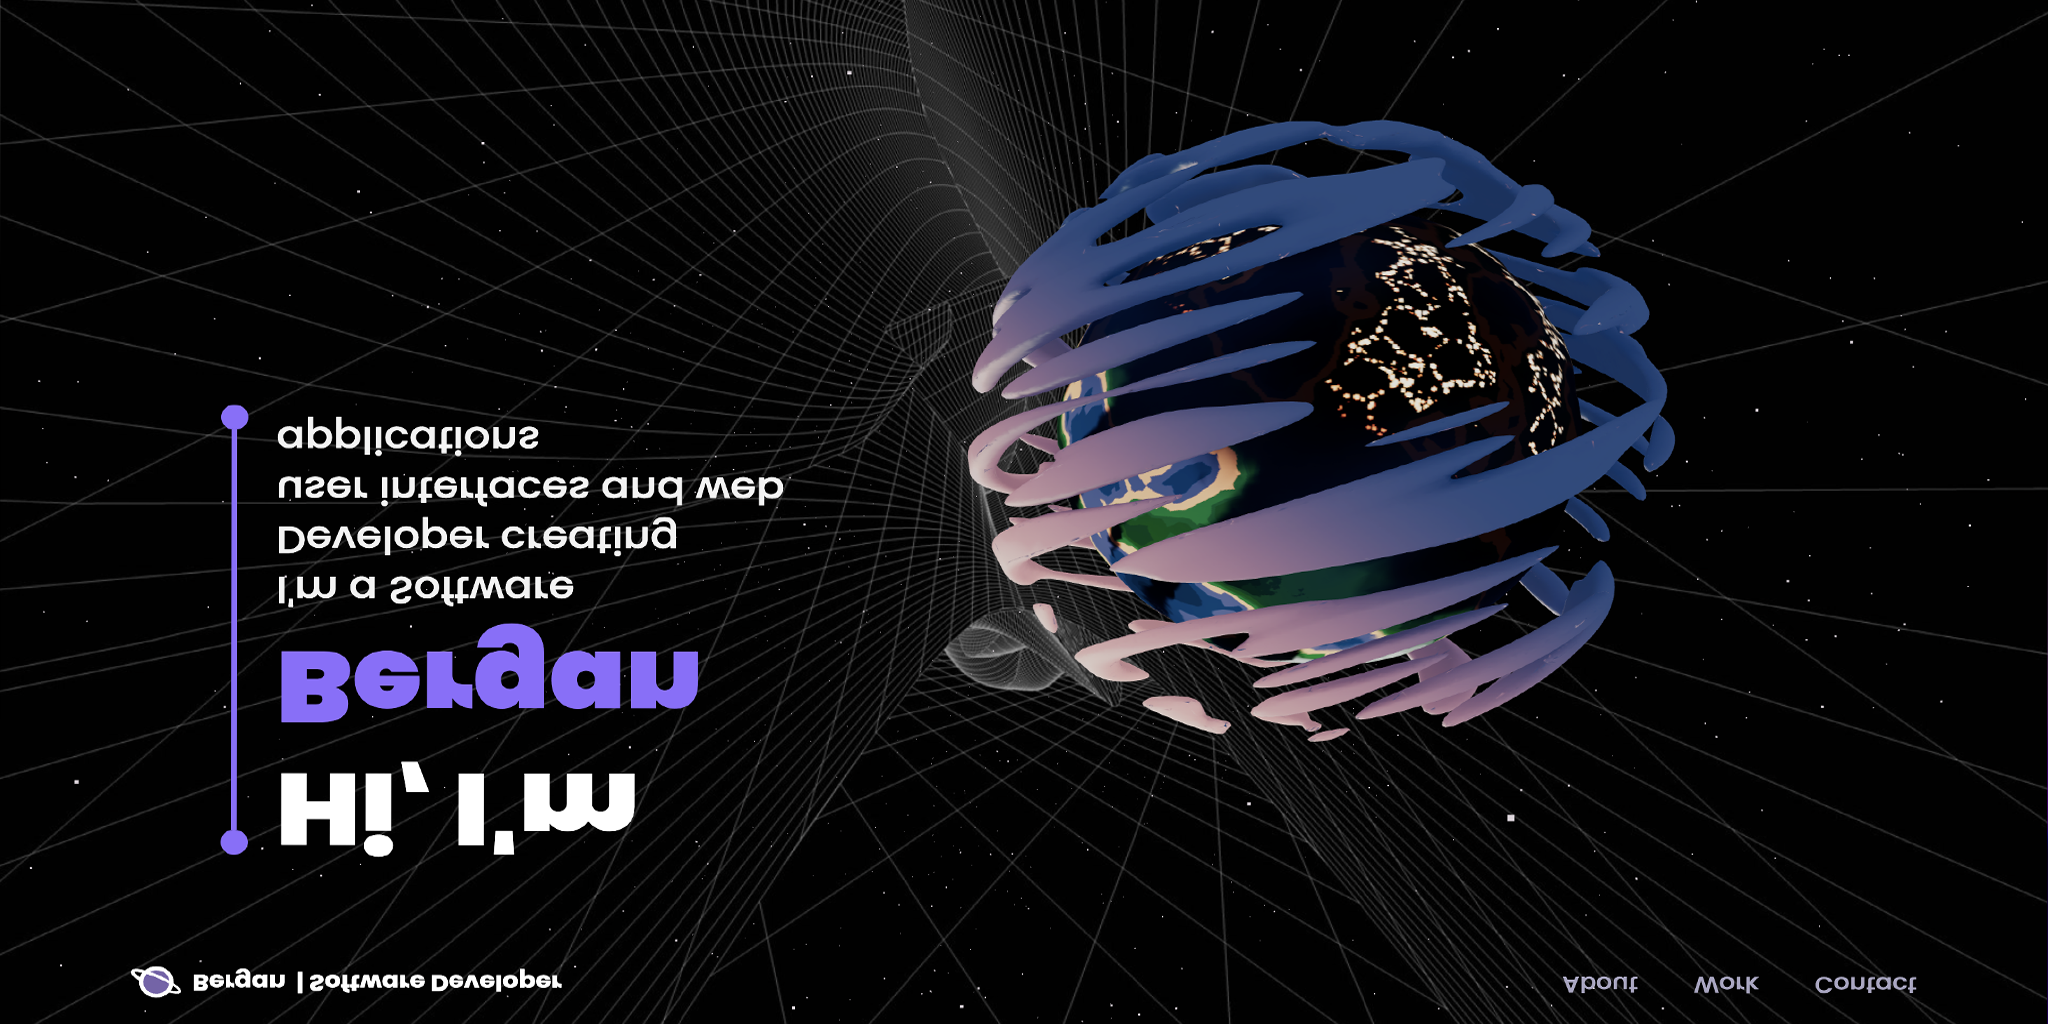 Bergan | Software Developer
About
Work
Contact
Hi, I'm
Bergan
I'm a Software
Developer creating
user interfaces and web
applications